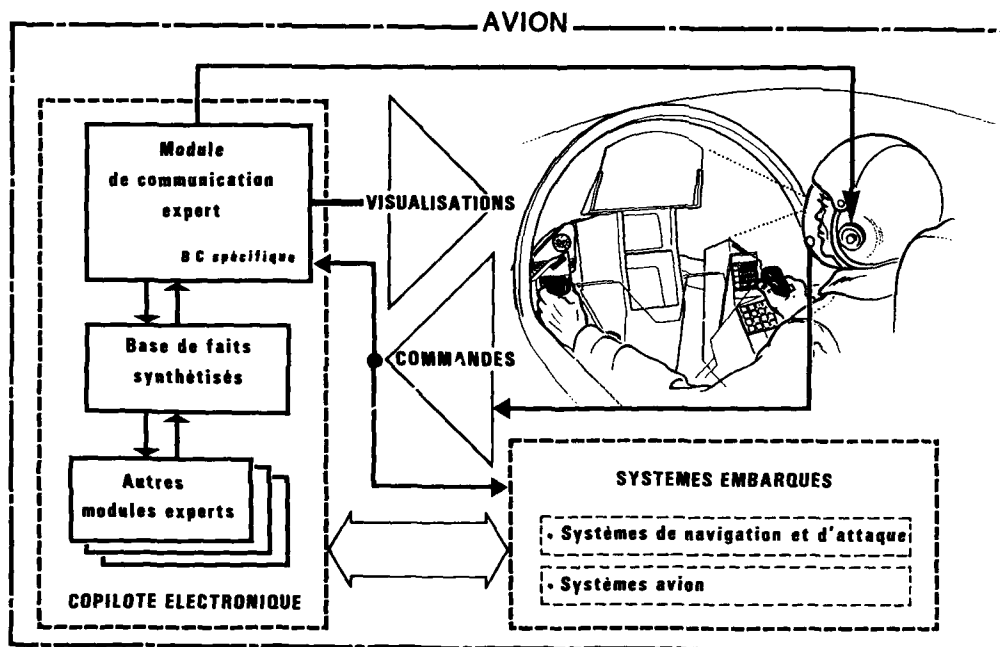 AVION
Module
de communication
expert
BC spécifique
VISUALISATIONS
Base de faits
synthétisés
COMMANDES
Autres
modules experts
COPILOTE ELECTRONIQUE
SYSTEMES EMBARQUES
• Systèmes de navigation et d'attaque
• Systèmes avion